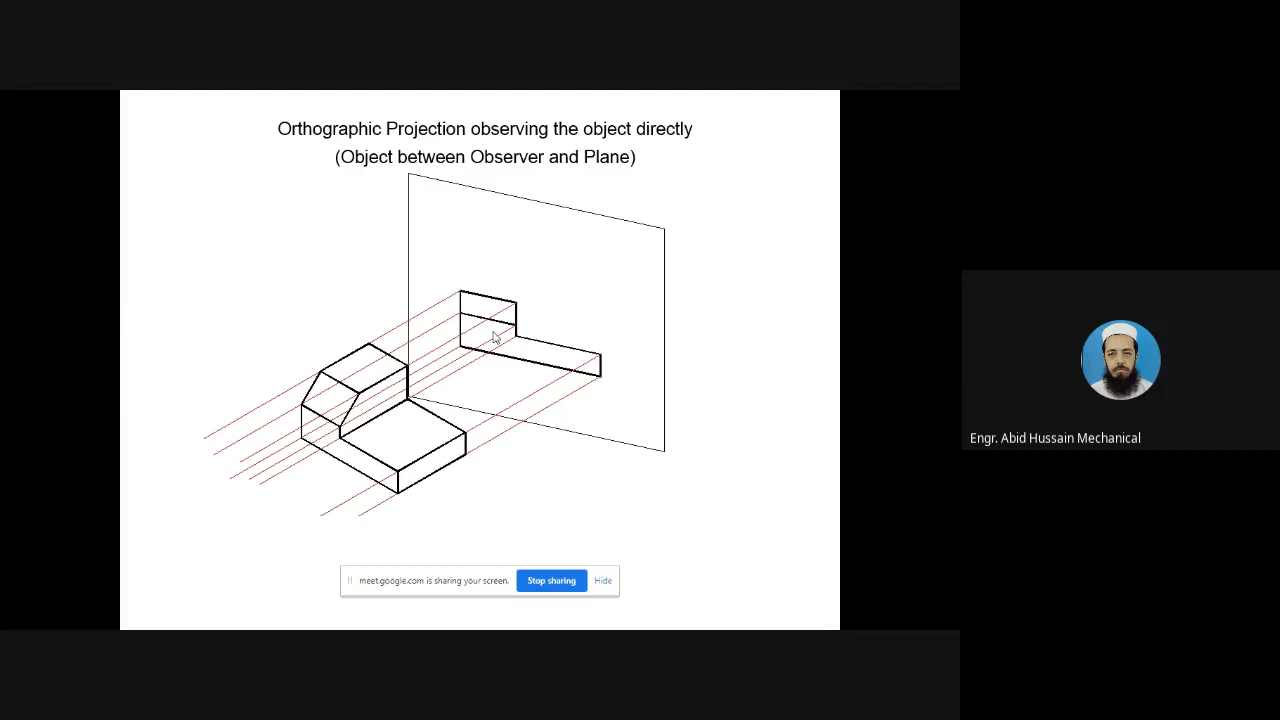 Orthographic Projection observing the object directly
(Object between Observer and Plane)
Engr. Abid Hussain Mechanical
meet.google.com is sharing your screen. Stop sharing Hide